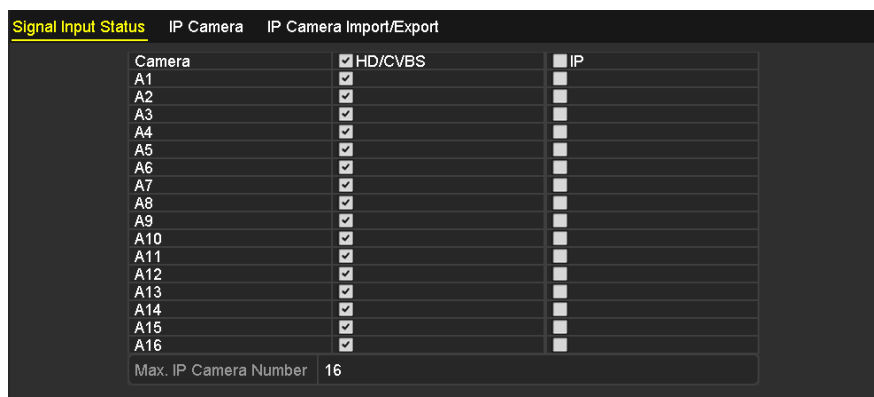 Signal Input Status IP Camera IP Camera Import/Export
Camera HD/CVBS IP
A1
A2
A3
A4
A5
A6
A7
A8
A9
A10
A11
A12
A13
A14
A15
A16
Max. IP Camera Number 16